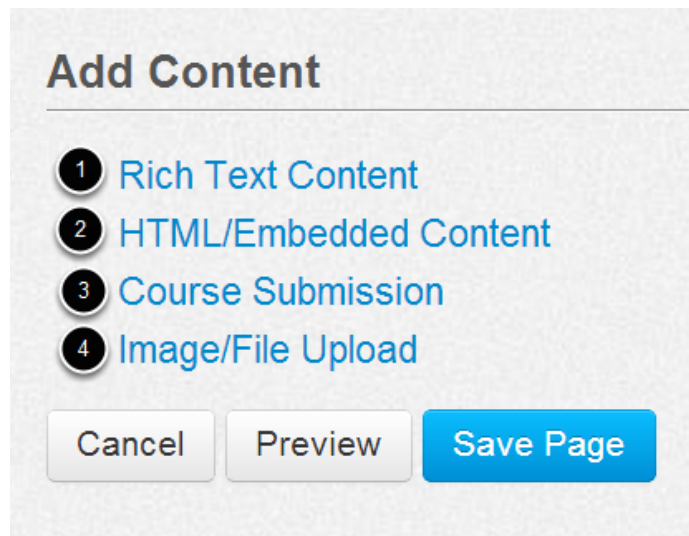 Add Content
1 Rich Text Content
2 HTML/Embedded Content
3 Course Submission
4 Image/File Upload
Cancel Preview Save Page